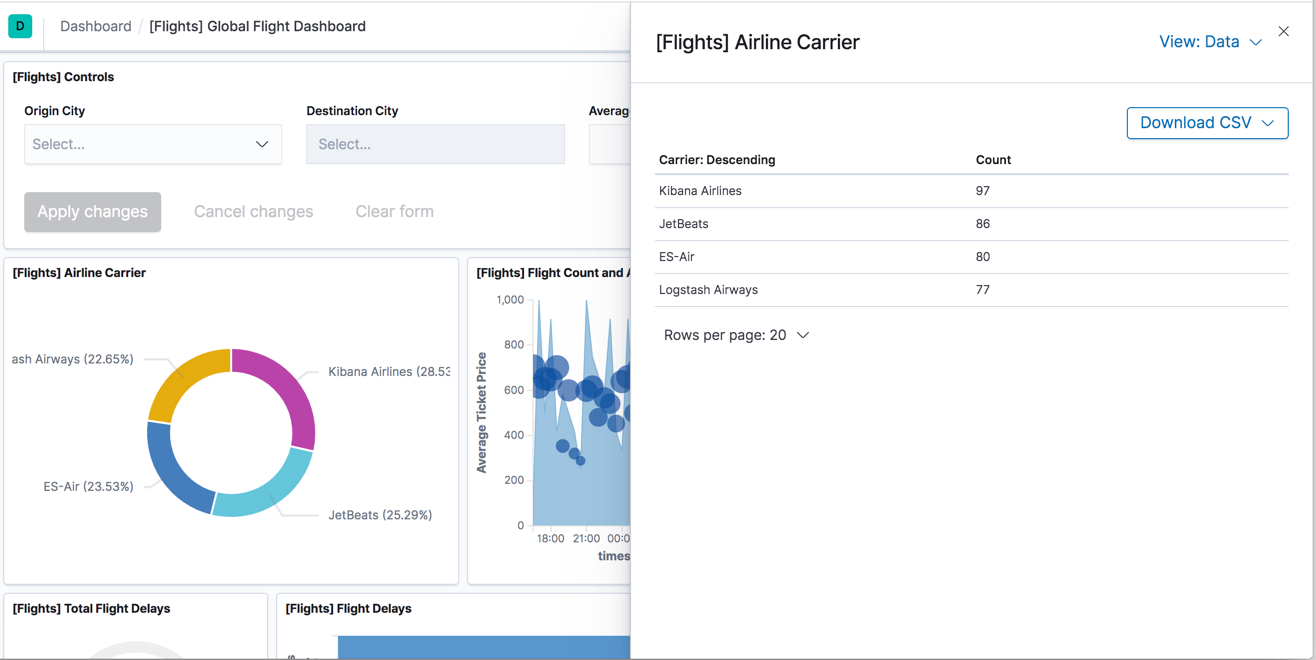 D
Dashboard / [Flights] Global Flight Dashboard
[Flights] Controls
Origin City
Select...
Destination City
Select...
Averag
Apply changes
Cancel changes
Clear form
[Flights] Airline Carrier
ash Airways (22.65%)
Kibana Airlines (28.53
ES-Air (23.53%)
JetBeats (25.29%)
[Flights] Flight Count and
Average Ticket Price
1,000
800
600
400
200
0
18:00
21:00
00:0
times
[Flights] Total Flight Delays
[Flights] Flight Delays
[Flights] Airline Carrier
View: Data
Download CSV
Carrier: Descending Count
Kibana Airlines 97
JetBeats 86
ES-Air 80
Logstash Airways 77
Rows per page: 20